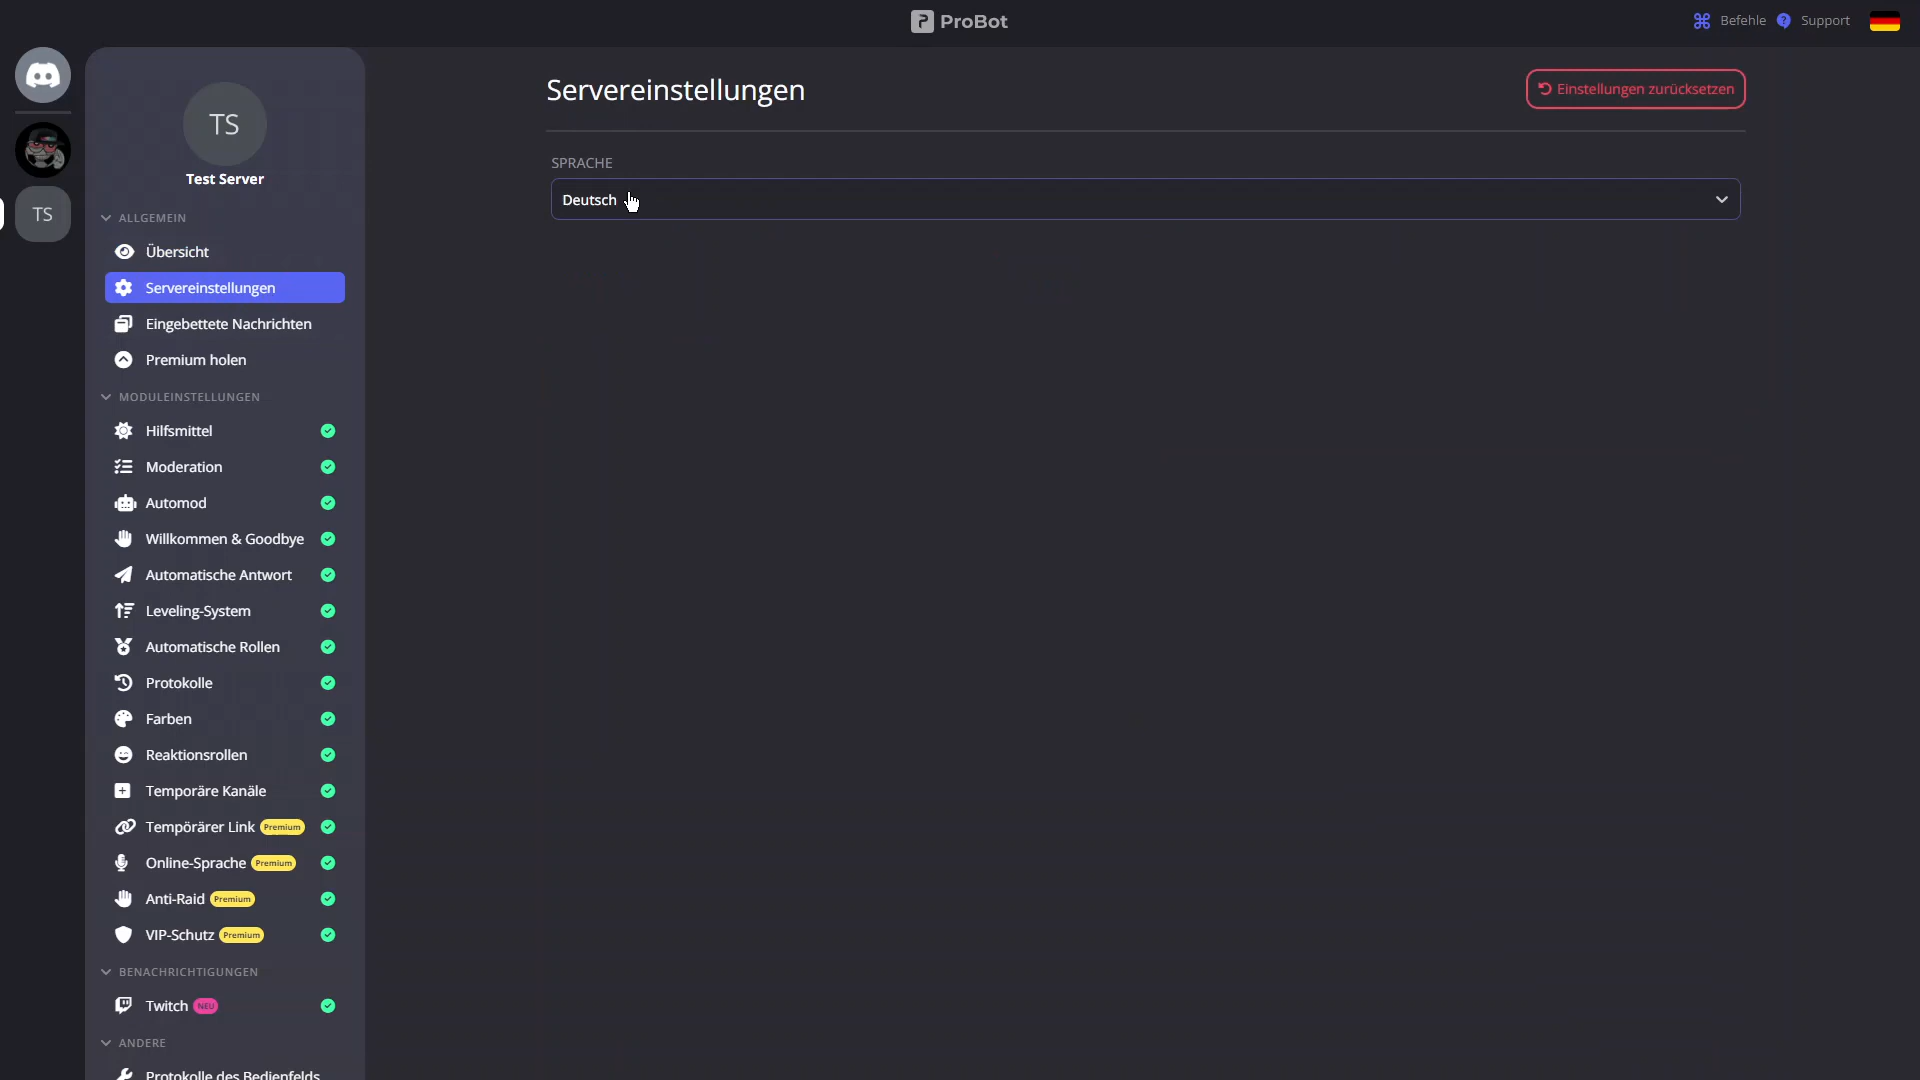 ProBot
Befehle
Support
TS
TS
Test Server
ALLGEMEIN
Übersicht
Servereinstellungen
Eingebettete Nachrichten
Premium holen
MODULEINSTELLUNGEN
Hilfsmittel
Moderation
Automod
Willkommen & Goodbye
Automatische Antwort
Leveling-System
Automatische Rollen
Protokolle
Farben
Reaktionsrollen
Temporäre Kanäle
Tempörärer Link Premium
Online-Sprache Premium
Anti-Raid Premium
VIP-Schutz Premium
BENACHRICHTIGUNGEN
Twitch NEU
ANDERE
Protokolle des Bedienfelds
Servereinstellungen
Einstellungen zurücksetzen
SPRACHE
Deutsch